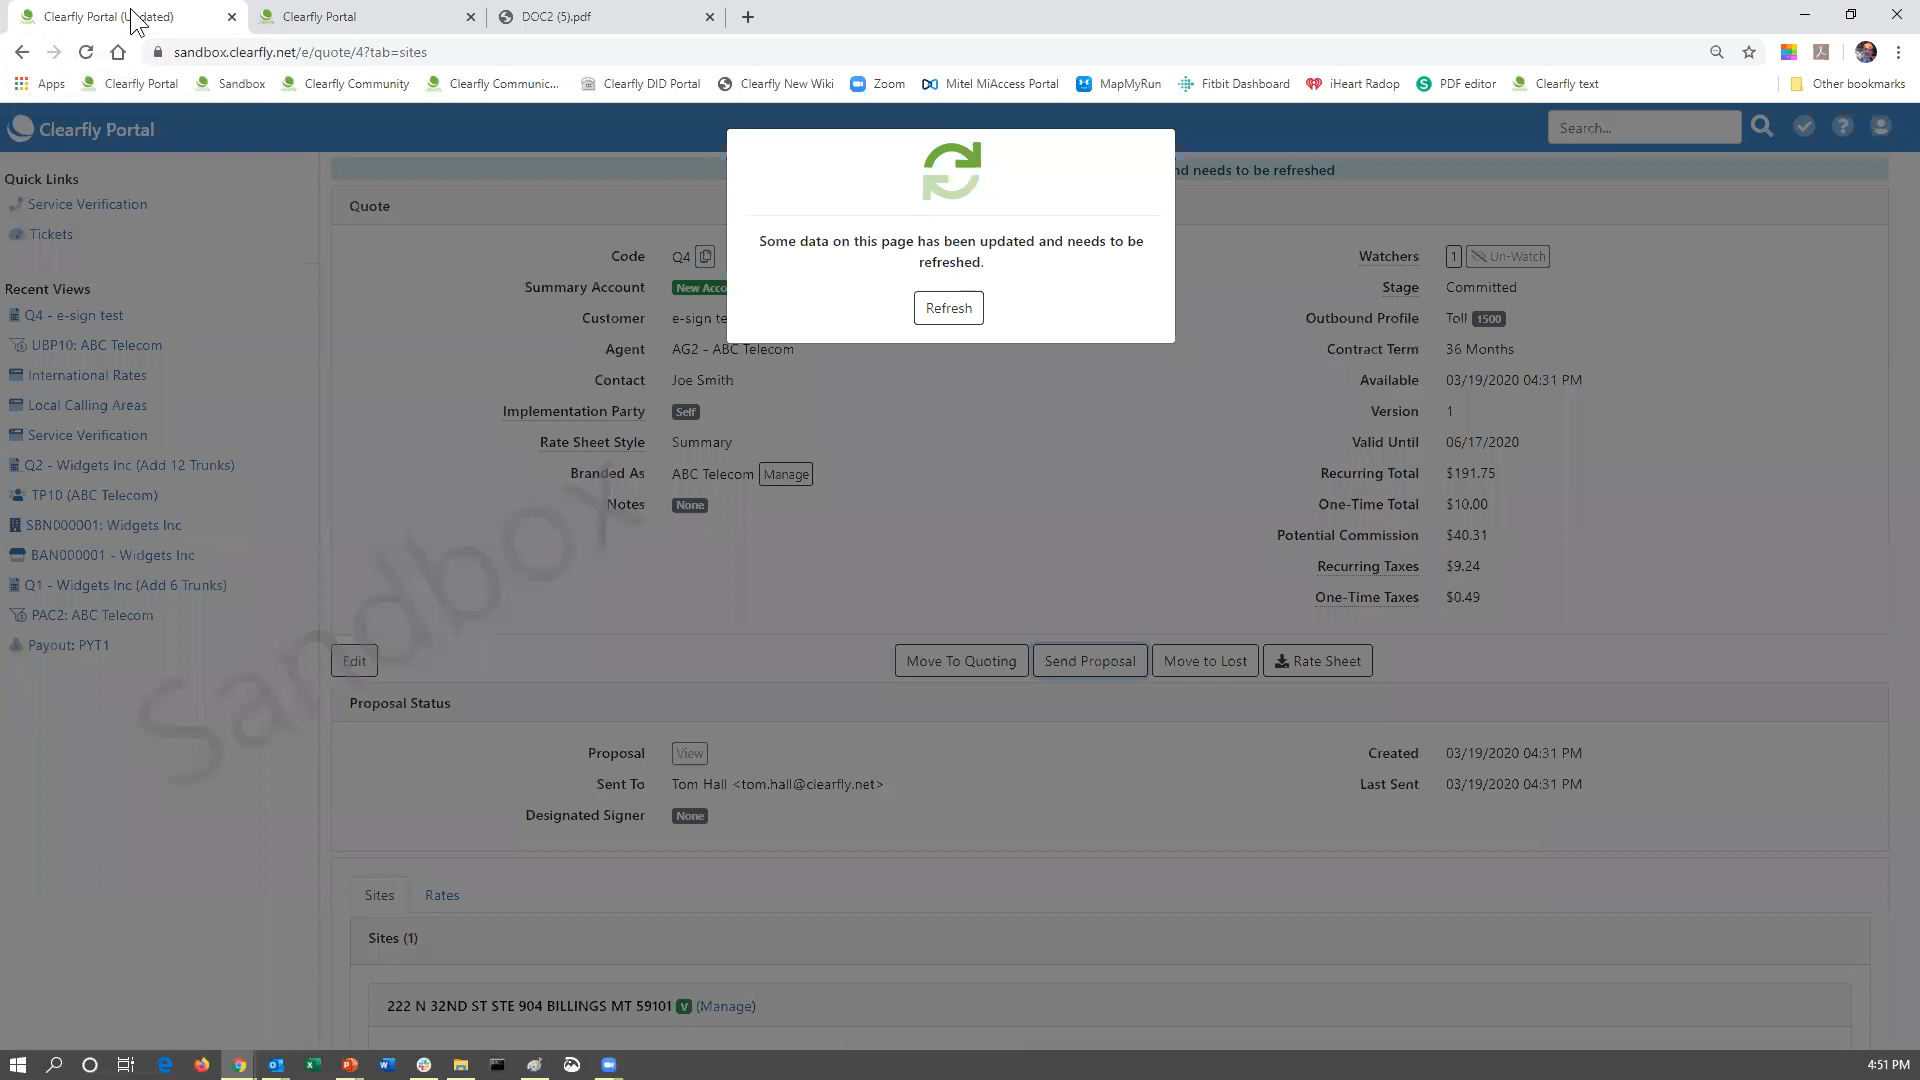 Clearfly Portal (Updated)
Clearfly Portal
DOC2 (5).pdf
sandbox.clearfly.net/e/quote/4?tab=sites
Apps
Clearfly Portal
Sandbox
Clearfly Community
Clearfly Communic...
Clearfly DID Portal
Clearfly New Wiki
Zoom
Mitel MiAccess Portal
MapMyRun
Fitbit Dashboard
iHeart Radop
PDF editor
Clearfly text
Other bookmarks
Clearfly Portal
Search...
Quick Links
Service Verification
Tickets
Recent Views
Q4 - e-sign test
UBP10: ABC Telecom
International Rates
Local Calling Areas
Service Verification
Q2 - Widgets Inc (Add 12 Trunks)
TP10 (ABC Telecom)
SBN000001: Widgets Inc
BAN000001 - Widgets Inc
Q1 - Widgets Inc (Add 6 Trunks)
PAC2: ABC Telecom
Payout: PYT1
Sandbox
nd needs to be refreshed
Some data on this page has been updated and needs to be
refreshed.
Refresh
Quote
Code Q4
Summary Account New Acco
Customer e-sign te
Agent AG2 - ABC Telecom
Contact Joe Smith
Implementation Party Self
Rate Sheet Style Summary
Branded As ABC Telecom Manage
Notes None
Watchers 1 Un-Watch
Stage Committed
Outbound Profile Toll 1500
Contract Term 36 Months
Available 03/19/2020 04:31 PM
Version 1
Valid Until 06/17/2020
Recurring Total $191.75
One-Time Total $10.00
Potential Commission $40.31
Recurring Taxes $9.24
One-Time Taxes $0.49
Edit
Move To Quoting
Send Proposal
Move to Lost
Rate Sheet
Proposal Status
Proposal View
Sent To Tom Hall <tom.hall@clearfly.net>
Designated Signer None
Created 03/19/2020 04:31 PM
Last Sent 03/19/2020 04:31 PM
Sites
Rates
Sites (1)
222 N 32ND ST STE 904 BILLINGS MT 59101 V (Manage)
4:51 PM